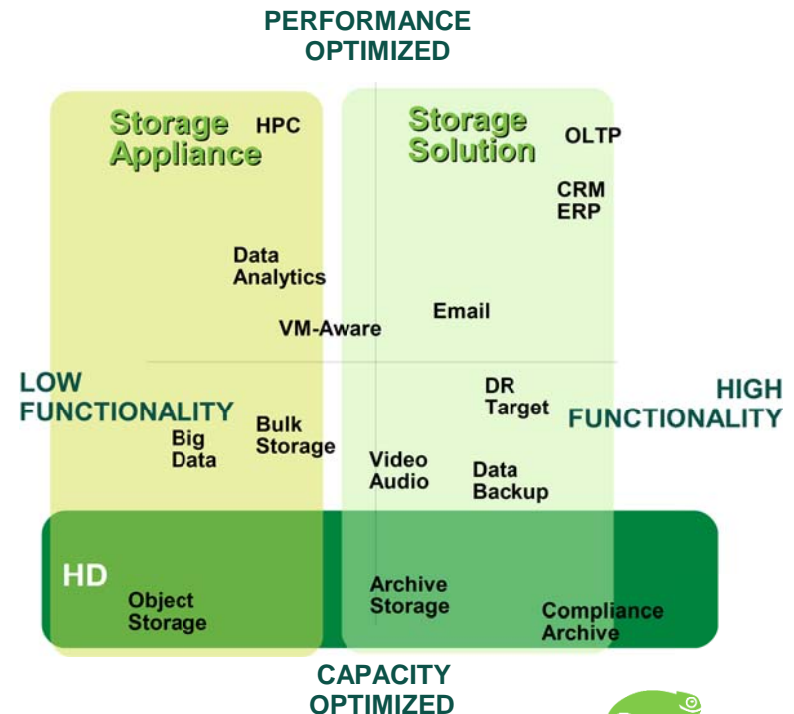 PERFORMANCE
OPTIMIZED
Storage
Appliance
HPC
Storage
Solution
OLTP
CRM
ERP
Data
Analytics
VM-Aware
Email
LOW
FUNCTIONALITY
DR
Target
HIGH
FUNCTIONALITY
Big
Data
Bulk
Storage
Video
Audio
Data
Backup
HD
Object
Storage
Archive
Storage
Compliance
Archive
CAPACITY
OPTIMIZED